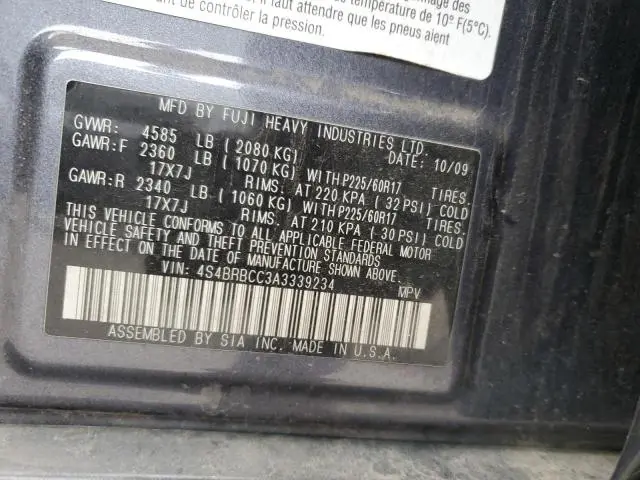 température de 10° F(5°C).
de contrôler la pression. il faut attendre que les pneus aient
MFD BY FUJI HEAVY INDUSTRIES LTD.
GVWR: 4585 LB (2080 KG) DATE: 10/09
GAWR:F 2360 LB (1070 KG) WITH P225/60R17 TIRES.
17X7J RIMS. AT 220 KPA (32 PSI) COLD
GAWR:R 2340 LB (1060 KG) WITH P225/60R17 TIRES.
17X7J RIMS. AT 210 KPA (30 PSI) COLD
THIS VEHICLE CONFORMS TO ALL APPLICABLE FEDERAL MOTOR
VEHICLE SAFETY AND THEFT PREVENTION STANDARDS
IN EFFECT ON THE DATE OF MANUFACTURE SHOWN ABOVE.
VIN: 4S4BRBCC3A3339234 MPV
ASSEMBLED BY SIA INC. MADE IN U.S.A.